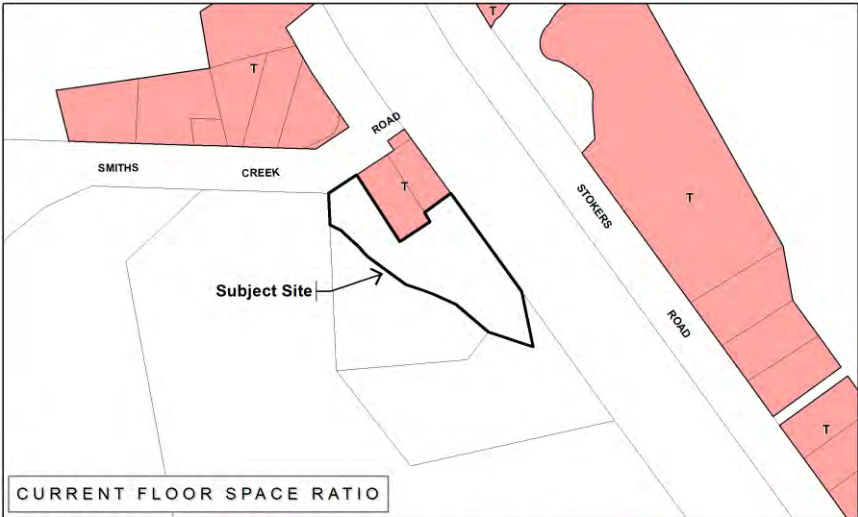 T
T
ROAD
SMITHS CREEK
T
STOKERS
T
Subject Site
ROAD
T
CURRENT FLOOR SPACE RATIO